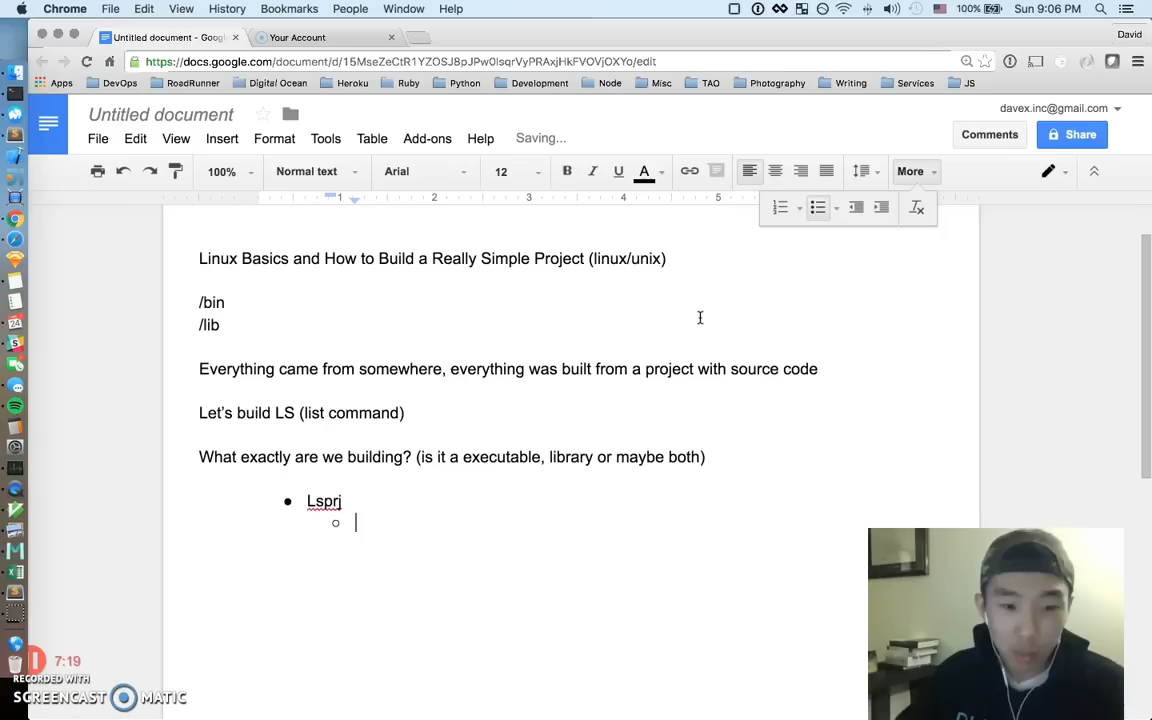 Chrome File Edit View History Bookmarks People Window Help 100% Sun 9:06 PM
Untitled document - Goog × Your Account × David
https://docs.google.com/document/d/15MseZeCtR1YZOSJ8pJPw0lsqrVyPRAxjHkFVOVjOXYo/edit
Apps DevOps RoadRunner Digital Ocean Heroku Ruby Python Development Node Misc TAO Photography Writing Services JS
Untitled document davex.inc@gmail.com
File Edit View Insert Format Tools Table Add-ons Help Saving... Comments Share
100% Normal text Arial 12 B I U A More
1 2 3 4 5
Linux Basics and How to Build a Really Simple Project (linux/unix)
/bin
/lib
Everything came from somewhere, everything was built from a project with source code
Let's build LS (list command)
What exactly are we building? (is it a executable, library or maybe both)
● Lsprj
○
7:19
RECORDED WITH
SCREENCAST MATIC